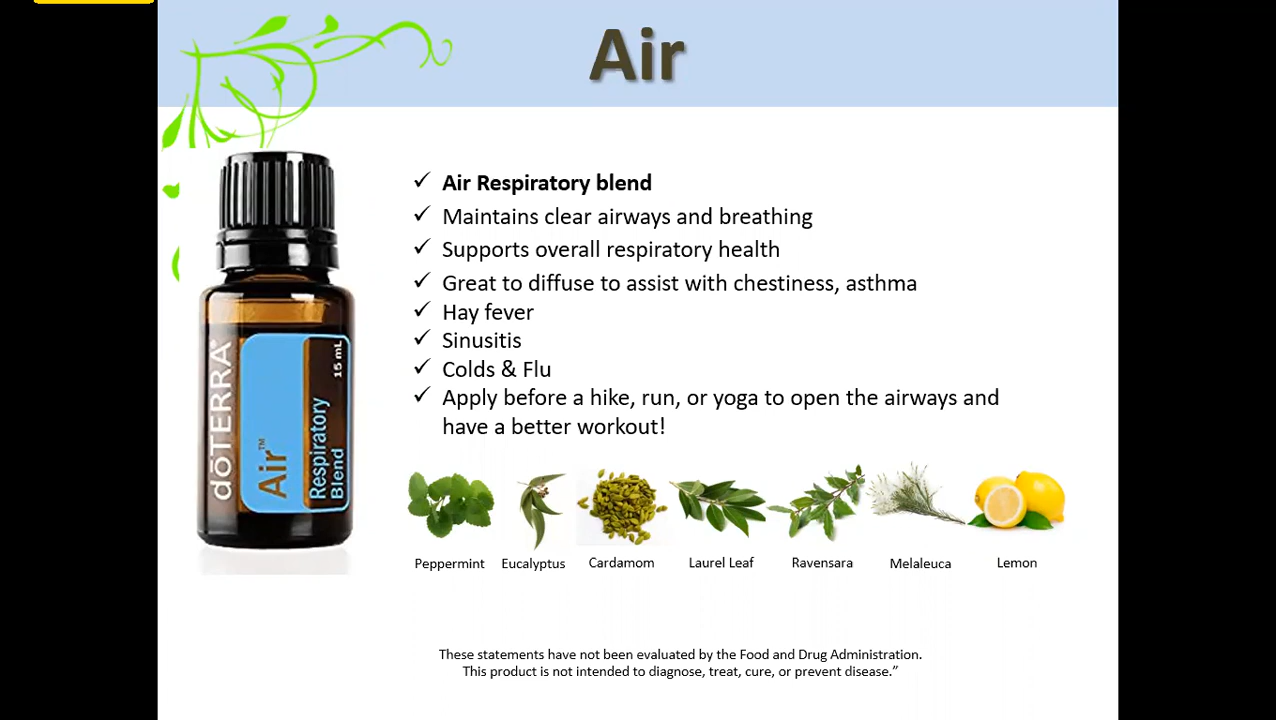 Air
✓ Air Respiratory blend
✓ Maintains clear airways and breathing
✓ Supports overall respiratory health
✓ Great to diffuse to assist with chestiness, asthma
✓ Hay fever
✓ Sinusitis
✓ Colds & Flu
✓ Apply before a hike, run, or yoga to open the airways and
have a better workout!
dōTERRA®
Air™
Respiratory
Blend
15 mL
Peppermint Eucalyptus Cardamom Laurel Leaf Ravensara Melaleuca Lemon
These statements have not been evaluated by the Food and Drug Administration.
This product is not intended to diagnose, treat, cure, or prevent disease.”